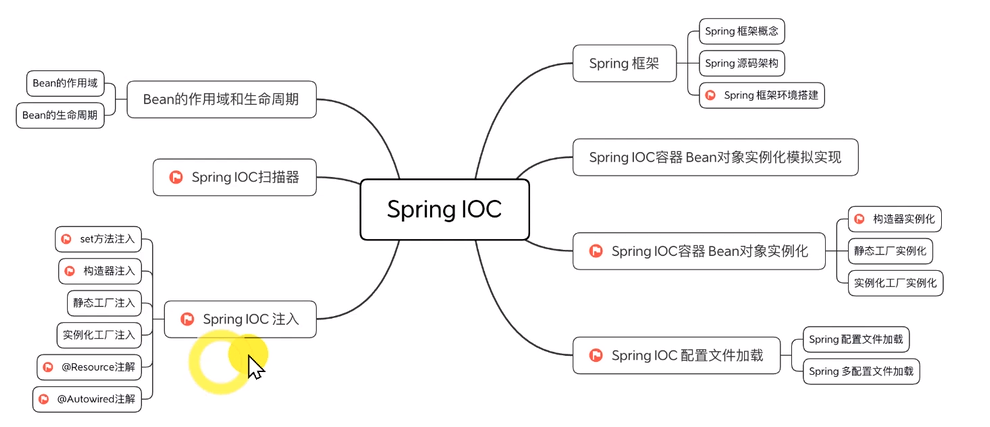 Spring IOC
Spring 框架
Spring 框架概念
Spring 源码架构
Spring 框架环境搭建
Spring IOC容器 Bean对象实例化模拟实现
Spring IOC容器 Bean对象实例化
构造器实例化
静态工厂实例化
实例化工厂实例化
Spring IOC 配置文件加载
Spring 配置文件加载
Spring 多配置文件加载
Bean的作用域和生命周期
Bean的作用域
Bean的生命周期
Spring IOC扫描器
Spring IOC 注入
set方法注入
构造器注入
静态工厂注入
实例化工厂注入
@Resource注解
@Autowired注解